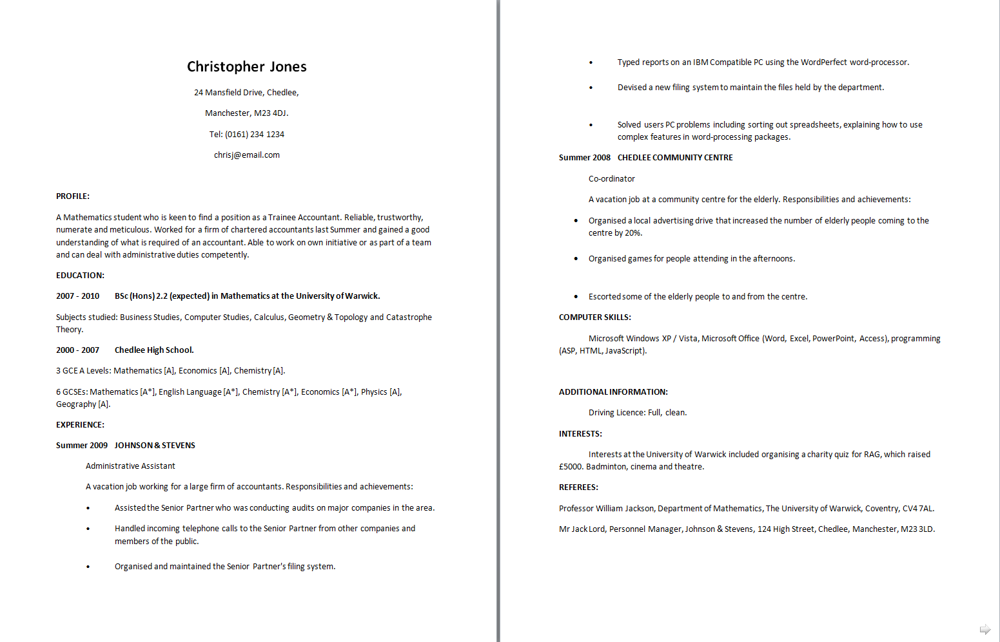 Christopher Jones
24 Mansfield Drive, Chedlee,
Manchester, M23 4DJ.
Tel: (0161) 234 1234
chrisj@email.com
PROFILE:
A Mathematics student who is keen to find a position as a Trainee Accountant. Reliable, trustworthy,
numerate and meticulous. Worked for a firm of chartered accountants last Summer and gained a good
understanding of what is required of an accountant. Able to work on own initiative or as part of a team
and can deal with administrative duties competently.
EDUCATION:
2007 - 2010 BSc (Hons) 2.2 (expected) in Mathematics at the University of Warwick.
Subjects studied: Business Studies, Computer Studies, Calculus, Geometry & Topology and Catastrophe
Theory.
2000 - 2007 Chedlee High School.
3 GCE A Levels: Mathematics [A], Economics [A], Chemistry [A].
6 GCSEs: Mathematics [A*], English Language [A*], Chemistry [A*], Economics [A*], Physics [A],
Geography [A].
EXPERIENCE:
Summer 2009 JOHNSON & STEVENS
Administrative Assistant
A vacation job working for a large firm of accountants. Responsibilities and achievements:
• Assisted the Senior Partner who was conducting audits on major companies in the area.
• Handled incoming telephone calls to the Senior Partner from other companies and
members of the public.
• Organised and maintained the Senior Partner's filing system.
• Typed reports on an IBM Compatible PC using the WordPerfect word-processor.
• Devised a new filing system to maintain the files held by the department.
• Solved users PC problems including sorting out spreadsheets, explaining how to use
complex features in word-processing packages.
Summer 2008 CHEDLEE COMMUNITY CENTRE
Co-ordinator
A vacation job at a community centre for the elderly. Responsibilities and achievements:
• Organised a local advertising drive that increased the number of elderly people coming to the
centre by 20%.
• Organised games for people attending in the afternoons.
• Escorted some of the elderly people to and from the centre.
COMPUTER SKILLS:
Microsoft Windows XP / Vista, Microsoft Office (Word, Excel, PowerPoint, Access), programming
(ASP, HTML, JavaScript).
ADDITIONAL INFORMATION:
Driving Licence: Full, clean.
INTERESTS:
Interests at the University of Warwick included organising a charity quiz for RAG, which raised
£5000. Badminton, cinema and theatre.
REFEREES:
Professor William Jackson, Department of Mathematics, The University of Warwick, Coventry, CV4 7AL.
Mr Jack Lord, Personnel Manager, Johnson & Stevens, 124 High Street, Chedlee, Manchester, M23 3LD.